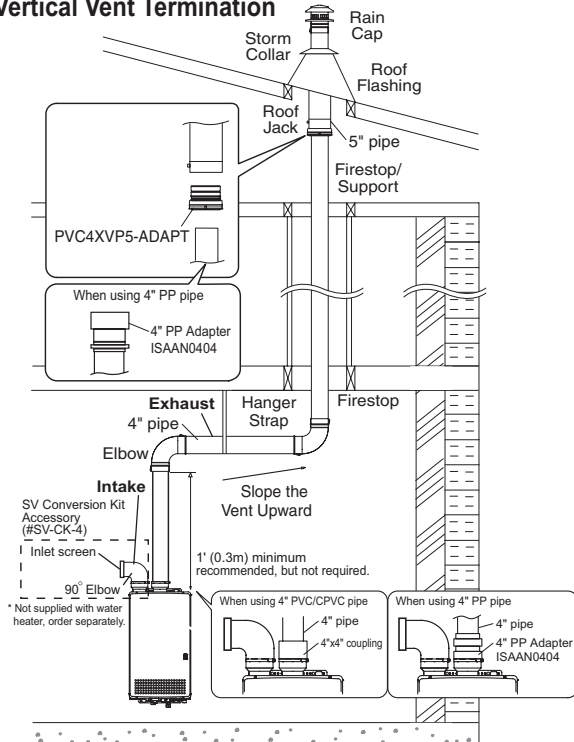 Vertical Vent Termination
Rain
Cap
Storm
Collar
Roof
Flashing
Roof
Jack
5" pipe
Firestop/
Support
PVC4XVP5-ADAPT
When using 4" PP pipe
4" PP Adapter
ISAAN0404
Exhaust
4" pipe
Hanger
Strap
Firestop
Elbow
Intake
SV Conversion Kit
Accessory
(#SV-CK-4)
Slope the
Vent Upward
Inlet screen
90° Elbow
1' (0.3m) minimum
recommended, but not required.
* Not supplied with water
heater, order separately.
When using 4" PVC/CPVC pipe
4" pipe
4"x4" coupling
When using 4" PP pipe
4" pipe
4" PP Adapter
ISAAN0404